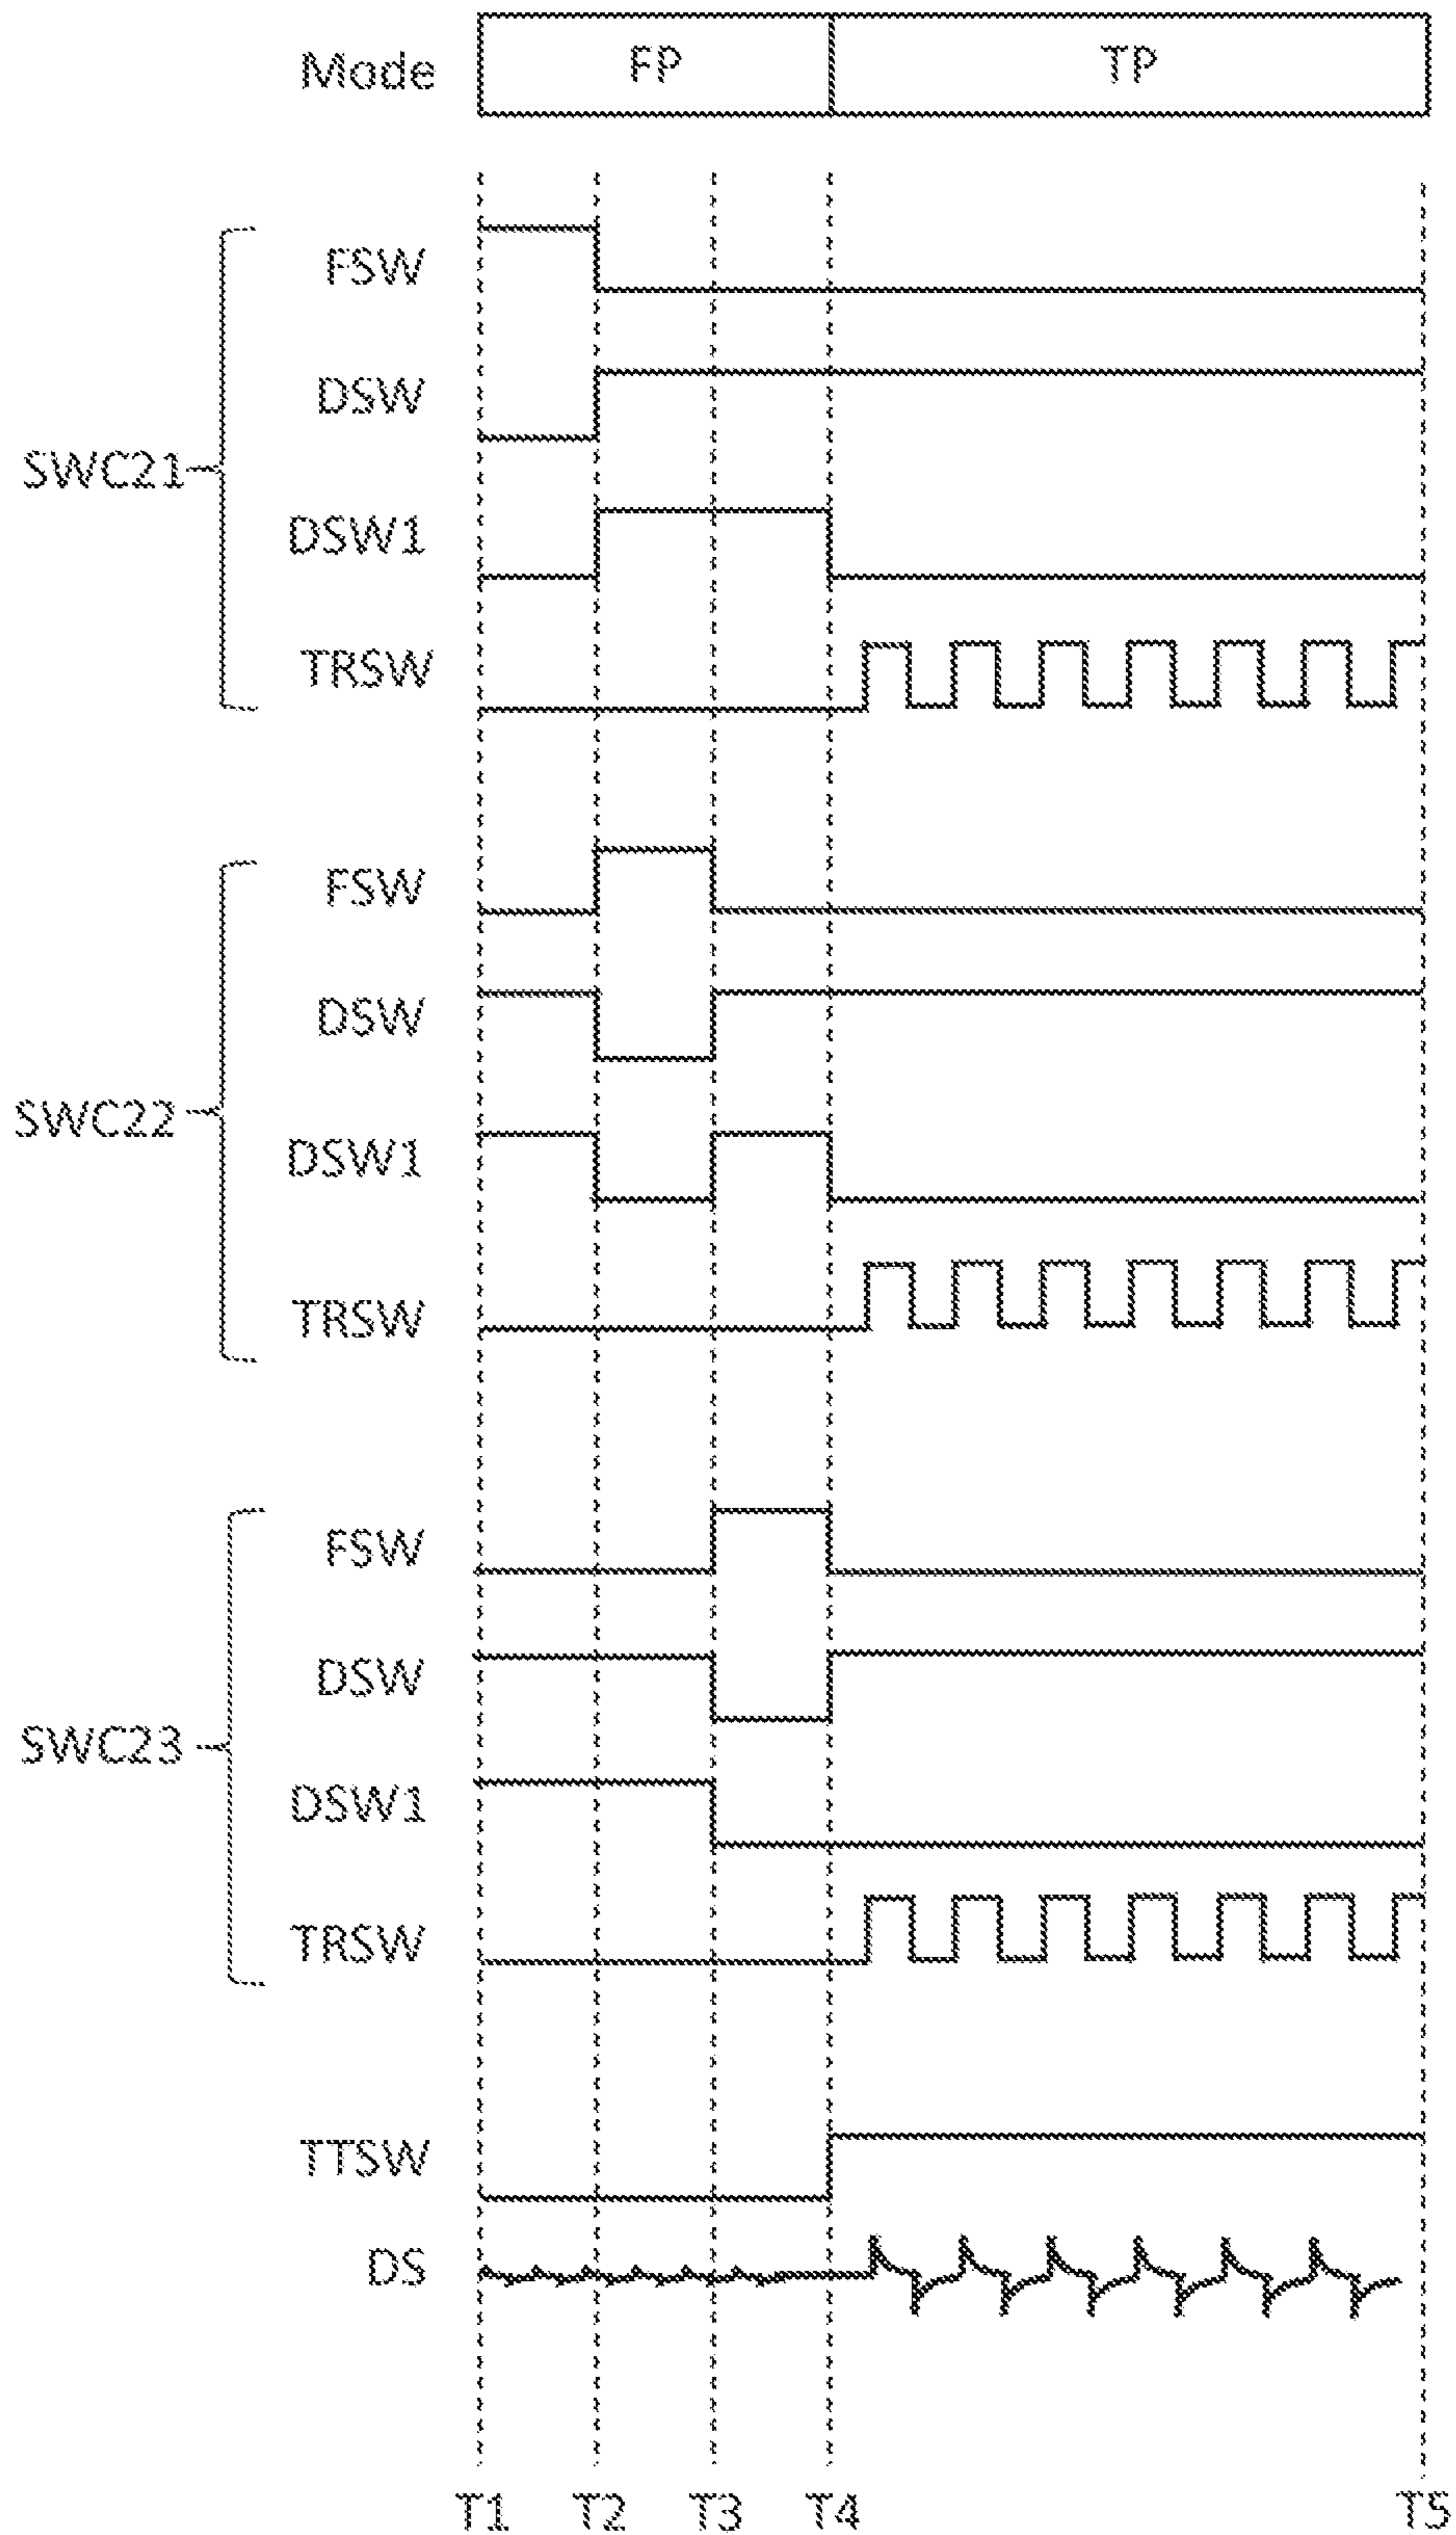 Mode FP TP
FSW
DSW
SWC21
DSW1
TRSW
FSW
DSW
SWC22
DSW1
TRSW
FSW
DSW
SWC23
DSW1
TRSW
TTSW
DS
T1 T2 T3 T4 T5